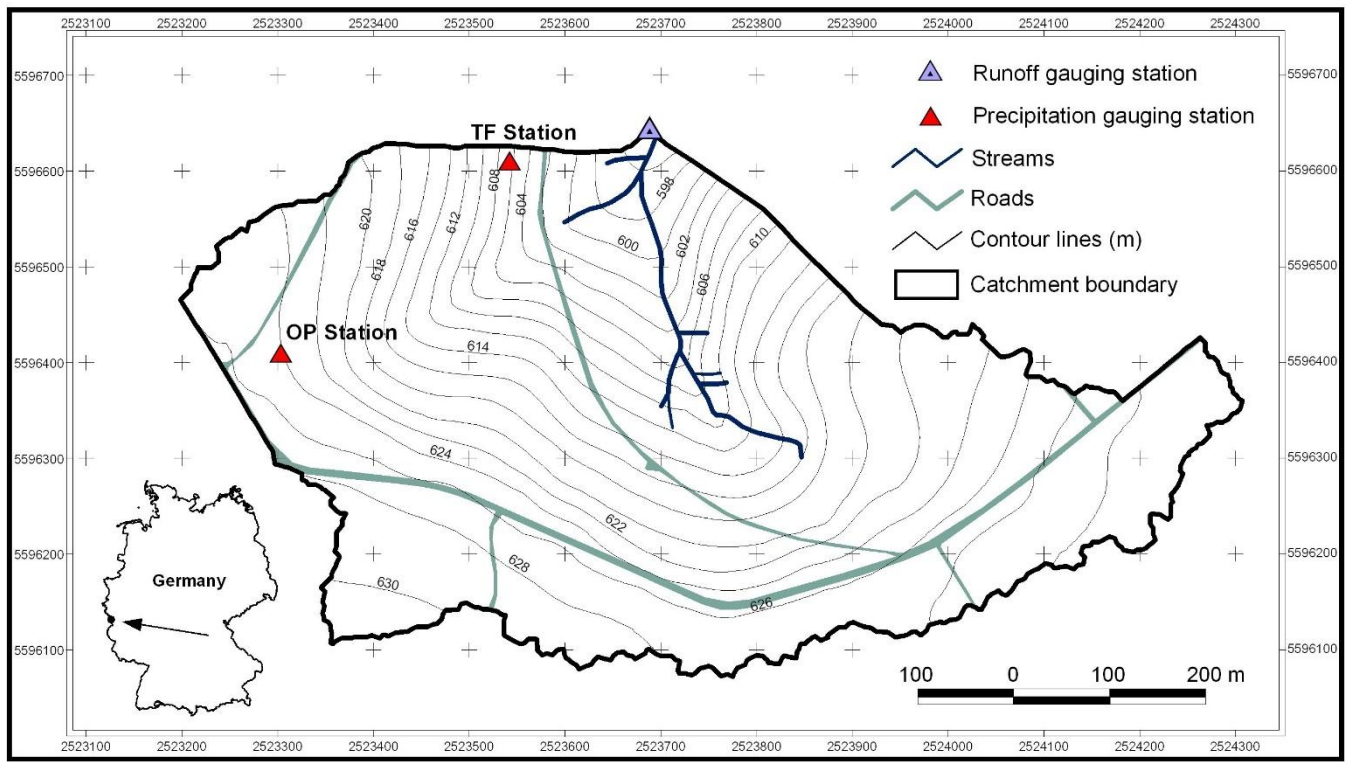 2523100 2523200 2523300 2523400 2523500 2523600 2523700 2523800 2523900 2524000 2524100 2524200 2524300
5596700 5596700
Runoff gauging station
Precipitation gauging station
TF Station
Streams
5596600 5596600
608
598
Roads
620
604
616
612
602
610
Contour lines (m)
600
618
5596500 5596500
606
Catchment boundary
OP Station
614
5596400 5596400
624
5596300 5596300
622
5596200 5596200
628
Germany
630
626
5596100 5596100
100 0 100 200 m
2523100 2523200 2523300 2523400 2523500 2523600 2523700 2523800 2523900 2524000 2524100 2524200 2524300